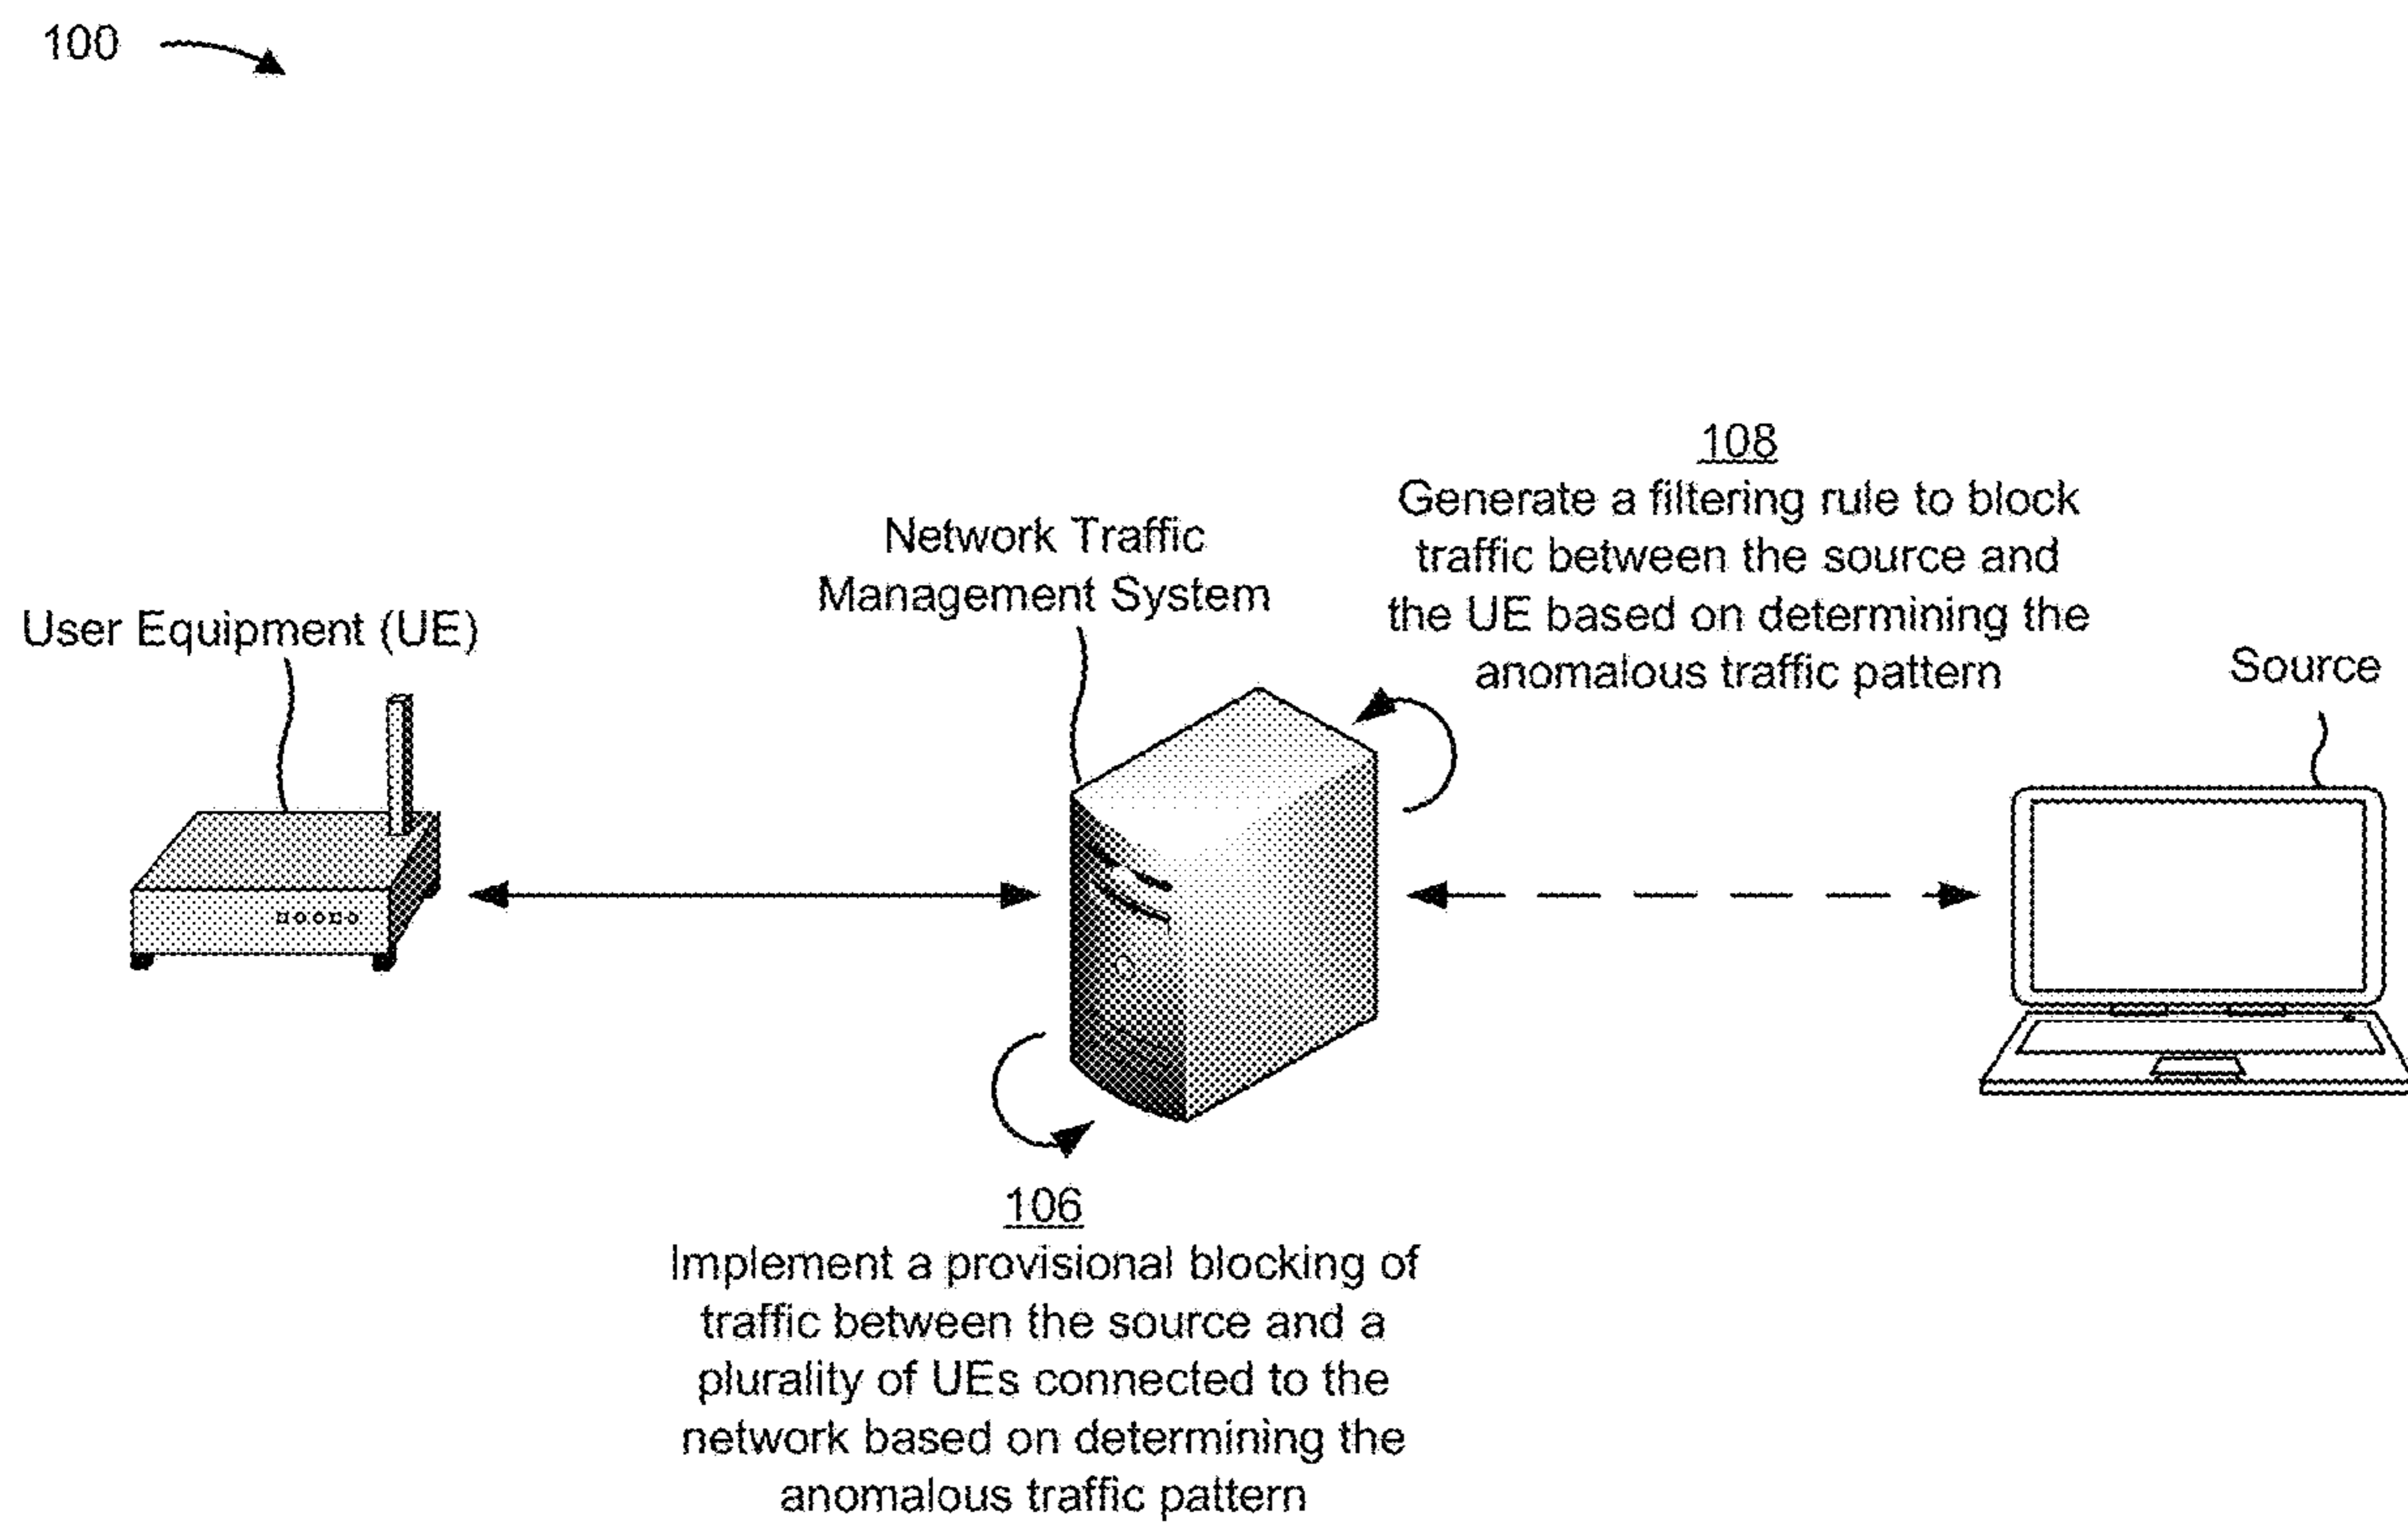 100
108
Generate a filtering rule to block
traffic between the source and
the UE based on determining the
anomalous traffic pattern
Network Traffic
Management System
User Equipment (UE)
Source
106
Implement a provisional blocking of
traffic between the source and a
plurality of UEs connected to the
network based on determining the
anomalous traffic pattern